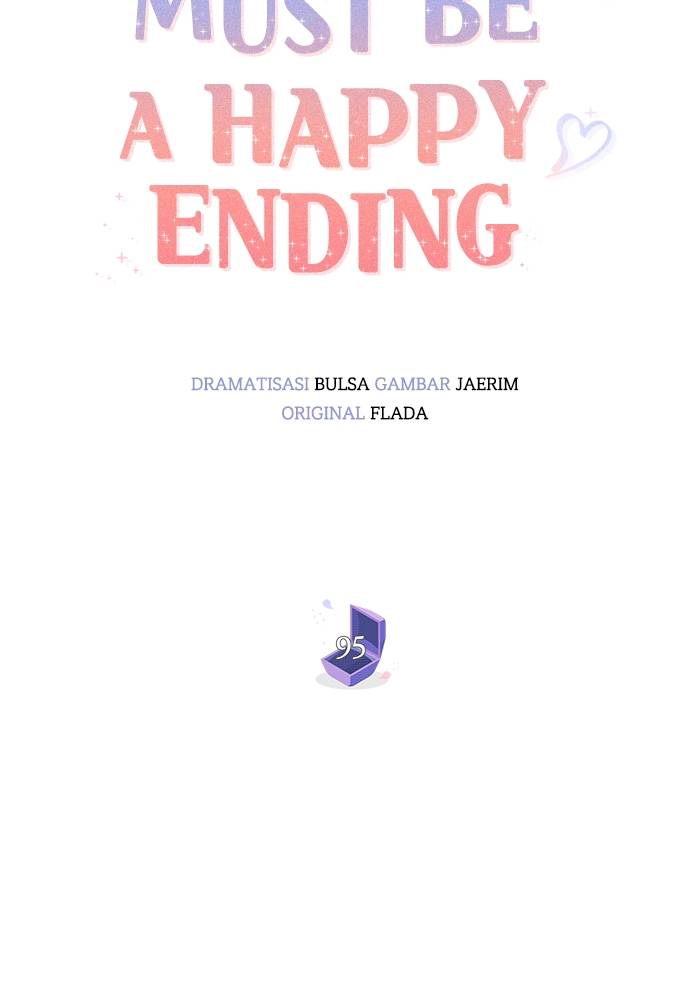 MUST BE
A HAPPY
ENDING
DRAMATISASI BULSA GAMBAR JAERIM
ORIGINAL FLADA
95